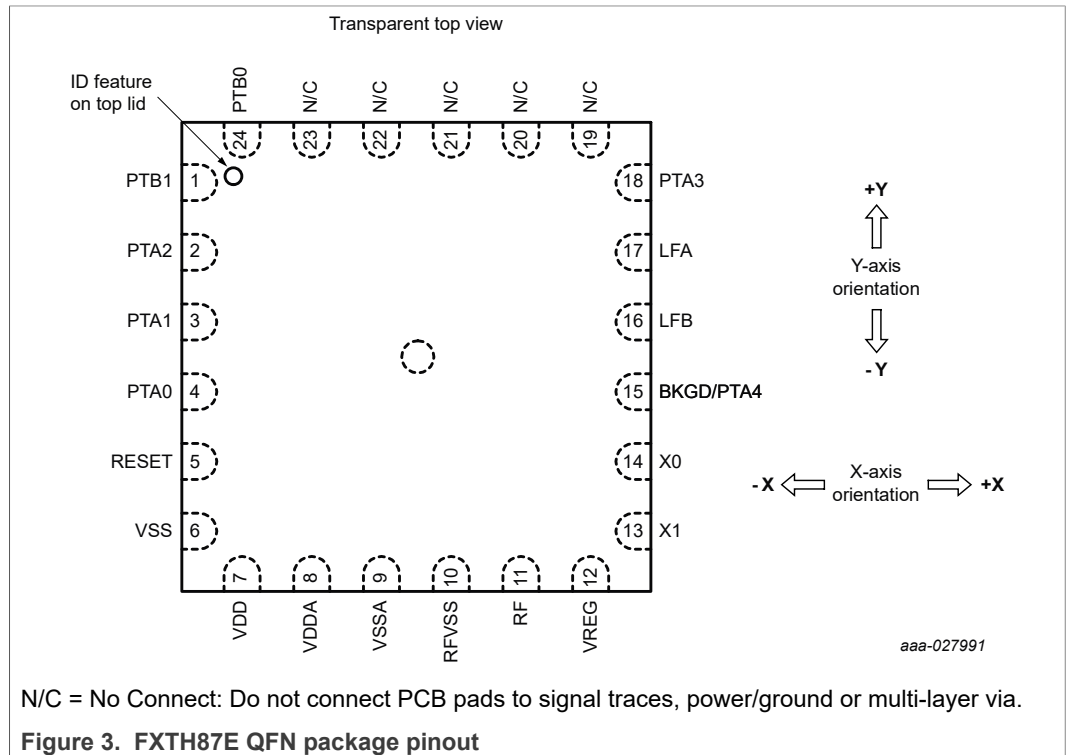 Transparent top view
ID feature
on top lid
PTB0
N/C
N/C
N/C
N/C
N/C
24
23
22
21
20
19
PTB1 1
18 PTA3
PTA2 2
17 LFA
PTA1 3
16 LFB
PTA0 4
15 BKGD/PTA4
RESET 5
14 X0
VSS 6
13 X1
7
8
9
10
11
12
VDD
VDDA
VSSA
RFVSS
RF
VREG
+Y
Y-axis
orientation
- Y
- X
X-axis
orientation
+X
aaa-027991
N/C = No Connect: Do not connect PCB pads to signal traces, power/ground or multi-layer via.
Figure 3. FXTH87E QFN package pinout